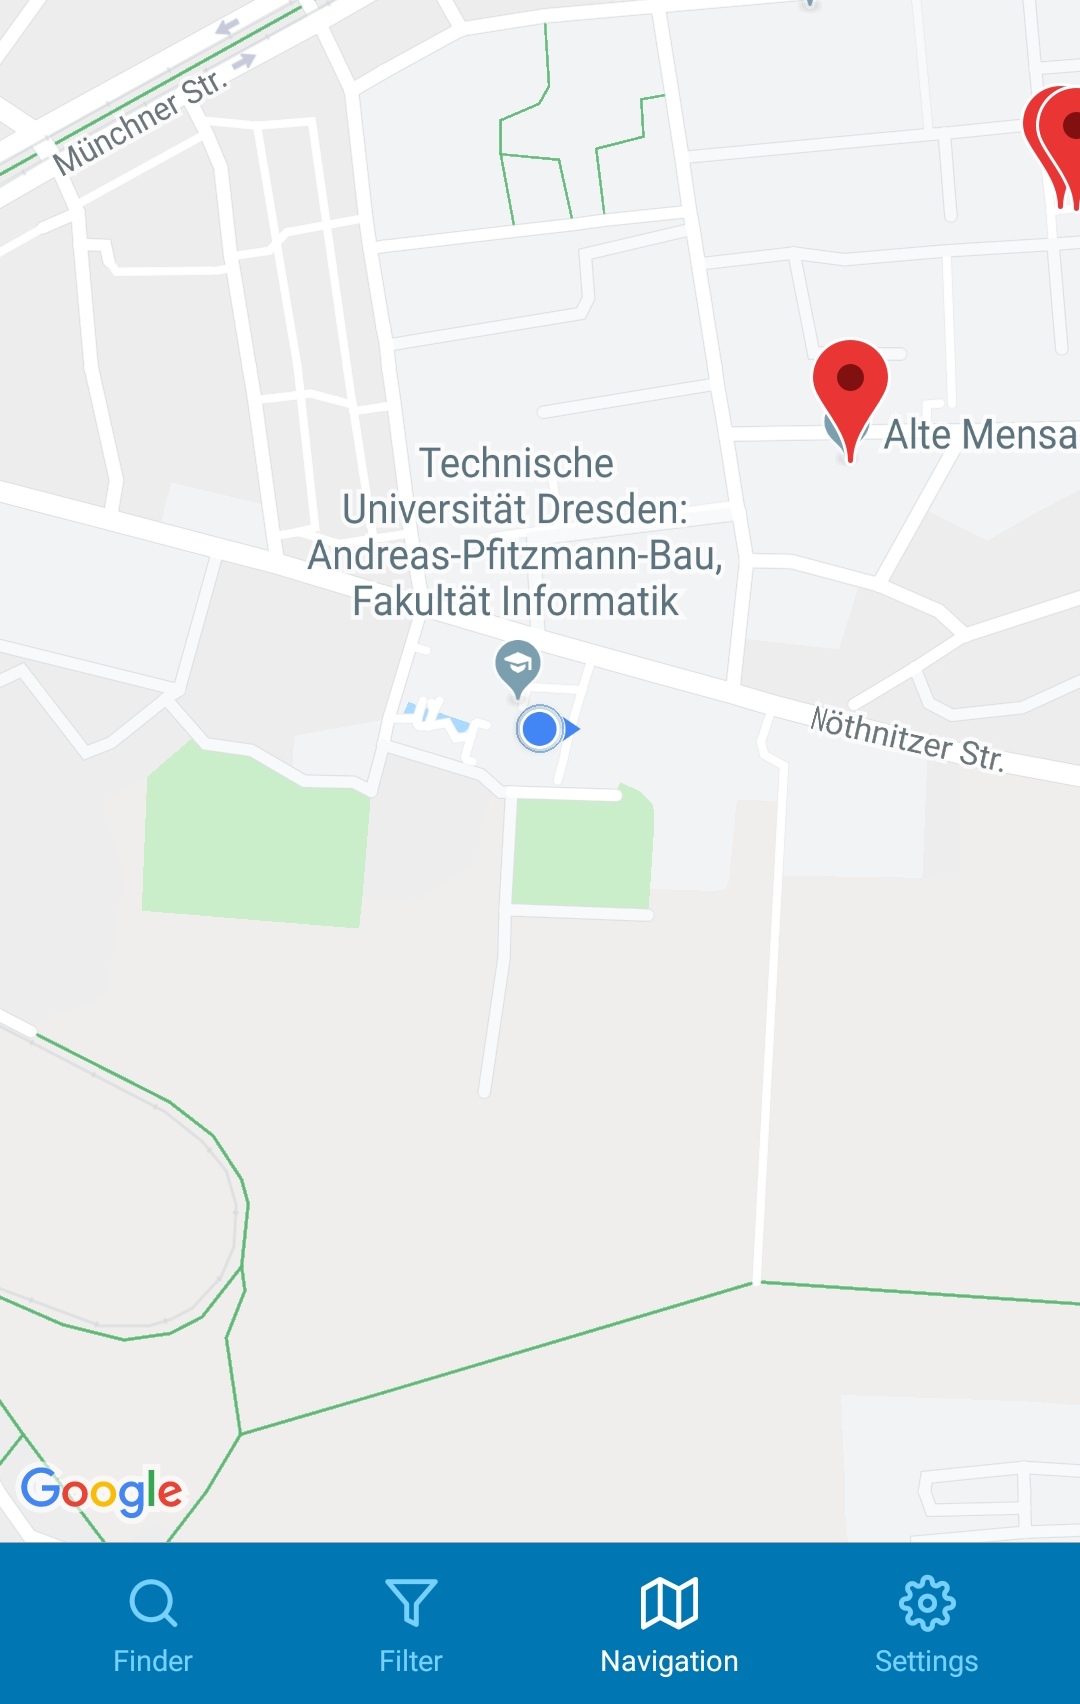 Münchner Str.
Alte Mensa
Technische
Universität Dresden:
Andreas-Pfitzmann-Bau,
Fakultät Informatik
Nöthnitzer Str.
Google
Finder
Filter
Navigation
Settings